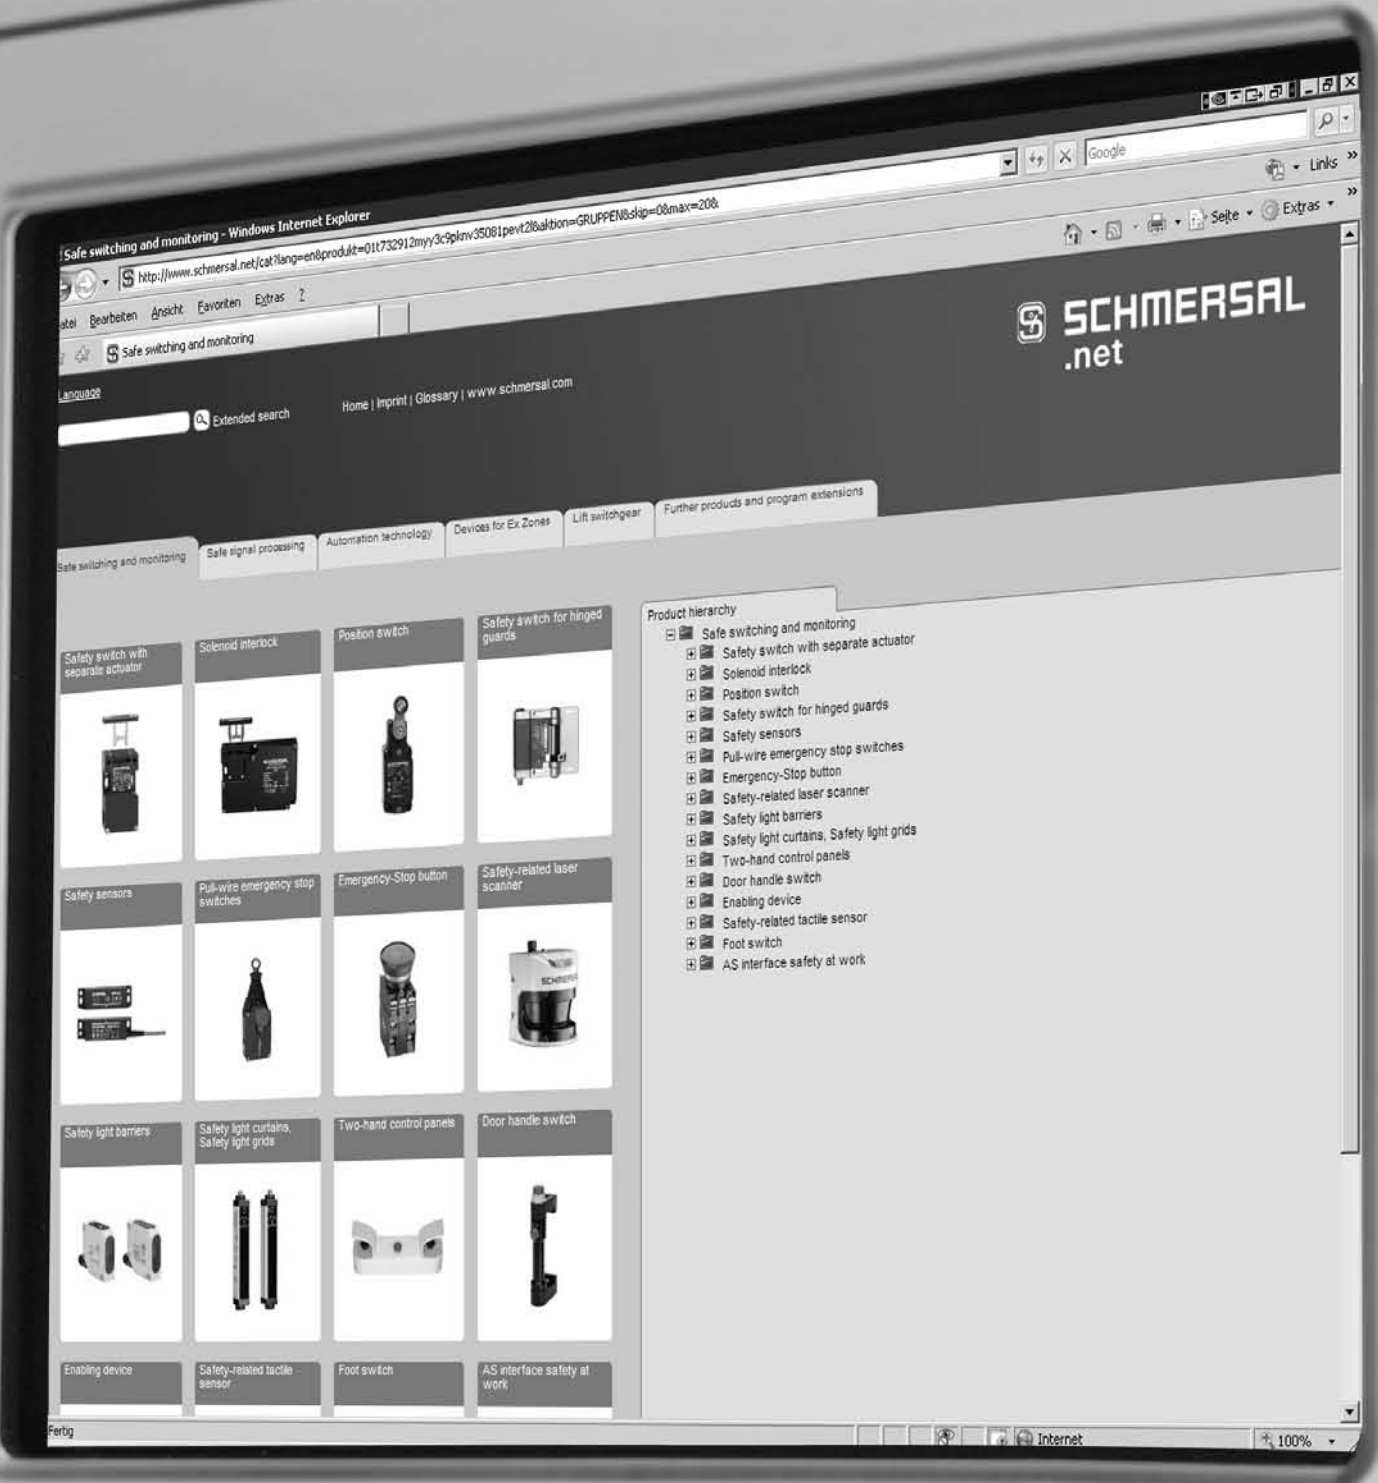 Safe switching and monitoring - Windows Internet Explorer
http://www.schmersal.net/cat?lang=en&produkt=01t732912myy3c9pknv35081pevt2l&aktion=GRUPPEN&skip=0&max=20&
Google
Links »
Bearbeiten Ansicht Favoriten Extras ?
Seite Extras »
Safe switching and monitoring
SCHMERSAL
.net
Language
Extended search
Home | Imprint | Glossary | www.schmersal.com
Safe switching and monitoring
Safe signal processing
Automation technology
Devices for Ex Zones
Lift switchgear
Further products and program extensions
Safety switch with
separate actuator
Solenoid interlock
Position switch
Safety switch for hinged
guards
SCHMERSAL
Safety sensors
Pull-wire emergency stop
switches
Emergency-Stop button
Safety-related laser
scanner
Safety light barriers
Safety light curtains,
Safety light grids
Two-hand control panels
Door handle switch
Enabling device
Safety-related tactile
sensor
Foot switch
AS interface safety at
work
Product hierarchy
Safe switching and monitoring
Safety switch with separate actuator
Solenoid interlock
Position switch
Safety switch for hinged guards
Safety sensors
Pull-wire emergency stop switches
Emergency-Stop button
Safety-related laser scanner
Safety light barriers
Safety light curtains, Safety light grids
Two-hand control panels
Door handle switch
Enabling device
Safety-related tactile sensor
Foot switch
AS interface safety at work
Fertig
Internet
100%